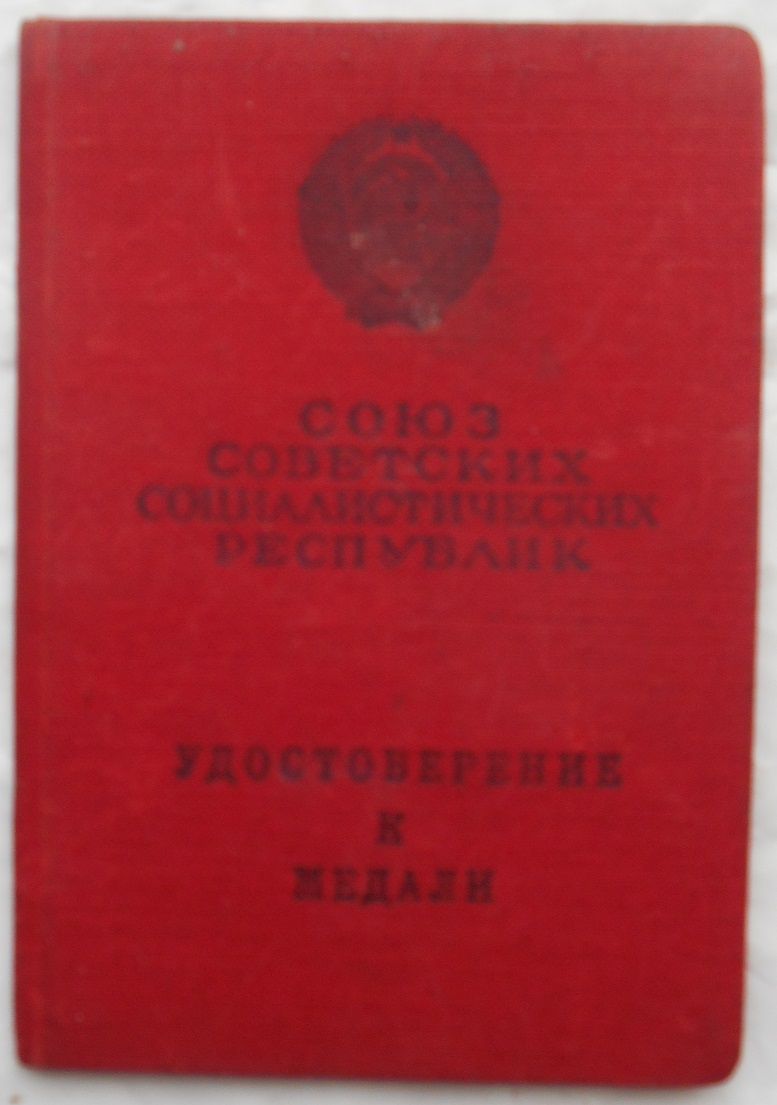 СОЮЗ
СОВЕТСКИХ
СОЦИАЛИСТИЧЕСКИХ
РЕСПУБЛИК
УДОСТОВЕРЕНИЕ
К
МЕДАЛИ